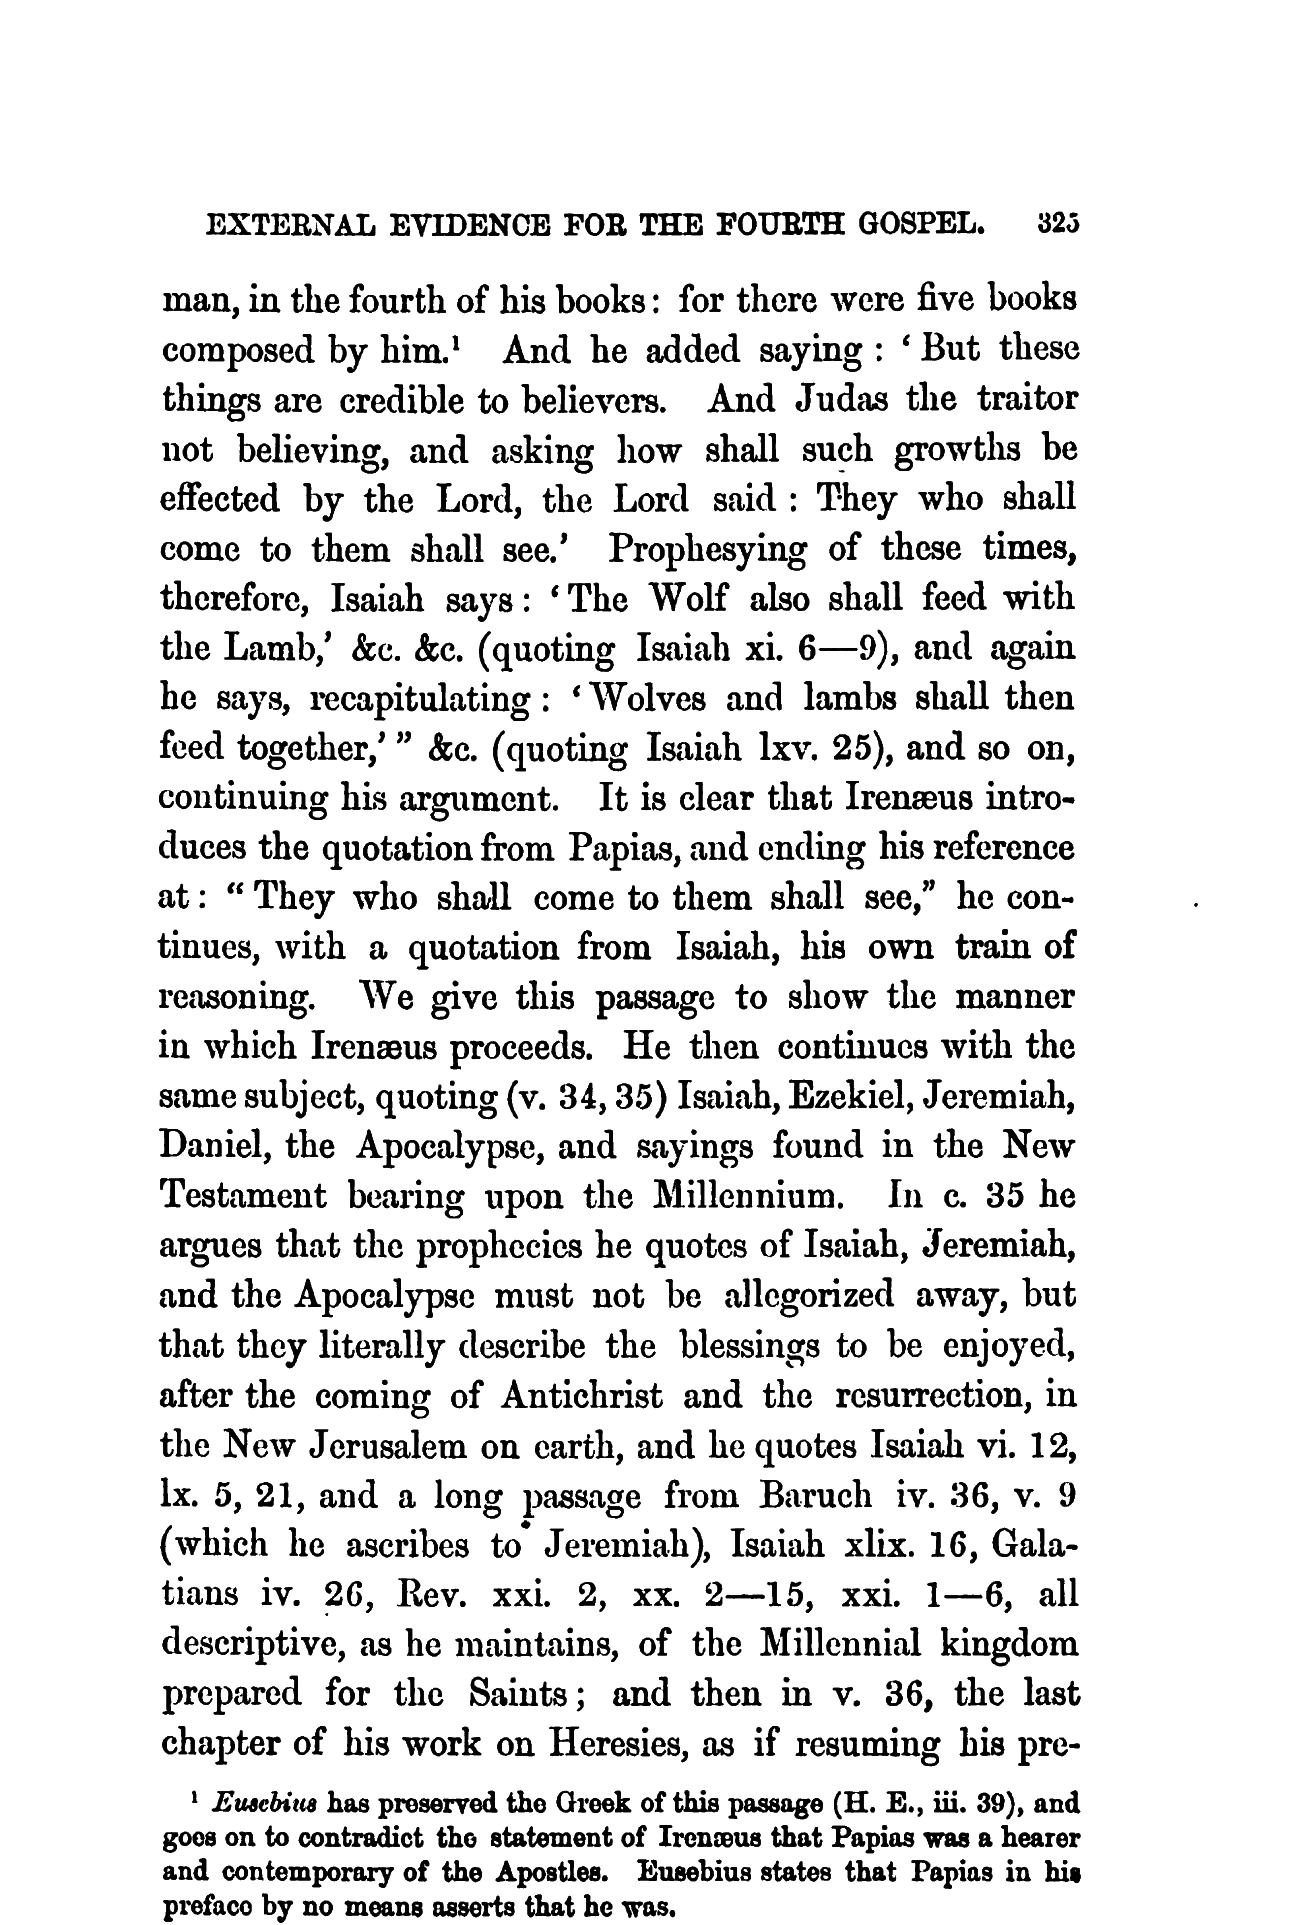 EXTERNAL EVIDENCE FOR THE FOURTH GOSPEL. 325
man, in the fourth of his books: for there were five books
composed by him.¹ And he added saying: ‘But these
things are credible to believers. And Judas the traitor
not believing, and asking how shall such growths be
effected by the Lord, the Lord said: They who shall
come to them shall see.’ Prophesying of these times,
therefore, Isaiah says: ‘The Wolf also shall feed with
the Lamb,’ &c. &c. (quoting Isaiah xi. 6—9), and again
he says, recapitulating: ‘Wolves and lambs shall then
feed together,’” &c. (quoting Isaiah lxv. 25), and so on,
continuing his argument. It is clear that Irenæus intro-
duces the quotation from Papias, and ending his reference
at: “They who shall come to them shall see,” he con-
tinues, with a quotation from Isaiah, his own train of
reasoning. We give this passage to show the manner
in which Irenæus proceeds. He then continues with the
same subject, quoting (v. 34, 35) Isaiah, Ezekiel, Jeremiah,
Daniel, the Apocalypse, and sayings found in the New
Testament bearing upon the Millennium. In c. 35 he
argues that the prophecies he quotes of Isaiah, Jeremiah,
and the Apocalypse must not be allegorized away, but
that they literally describe the blessings to be enjoyed,
after the coming of Antichrist and the resurrection, in
the New Jerusalem on earth, and he quotes Isaiah vi. 12,
lx. 5, 21, and a long passage from Baruch iv. 36, v. 9
(which he ascribes to Jeremiah), Isaiah xlix. 16, Gala-
tians iv. 26, Rev. xxi. 2, xx. 2—15, xxi. 1—6, all
descriptive, as he maintains, of the Millennial kingdom
prepared for the Saints; and then in v. 36, the last
chapter of his work on Heresies, as if resuming his pre-
¹ Eusebius has preserved the Greek of this passage (H. E., iii. 39), and
goes on to contradict the statement of Irenæus that Papias was a hearer
and contemporary of the Apostles. Eusebius states that Papias in his
preface by no means asserts that he was.